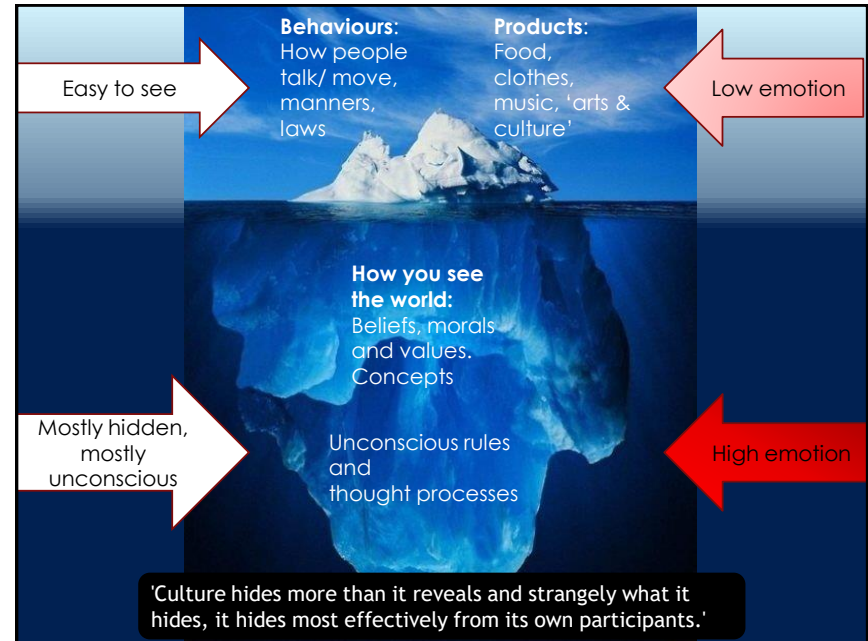 Behaviours:
How people
talk/ move,
manners,
laws
Products:
Food,
clothes,
music, ‘arts &
culture’
Easy to see
Low emotion
How you see
the world:
Beliefs, morals
and values.
Concepts
Mostly hidden,
mostly
unconscious
Unconscious rules
and
thought processes
High emotion
'Culture hides more than it reveals and strangely what it
hides, it hides most effectively from its own participants.'